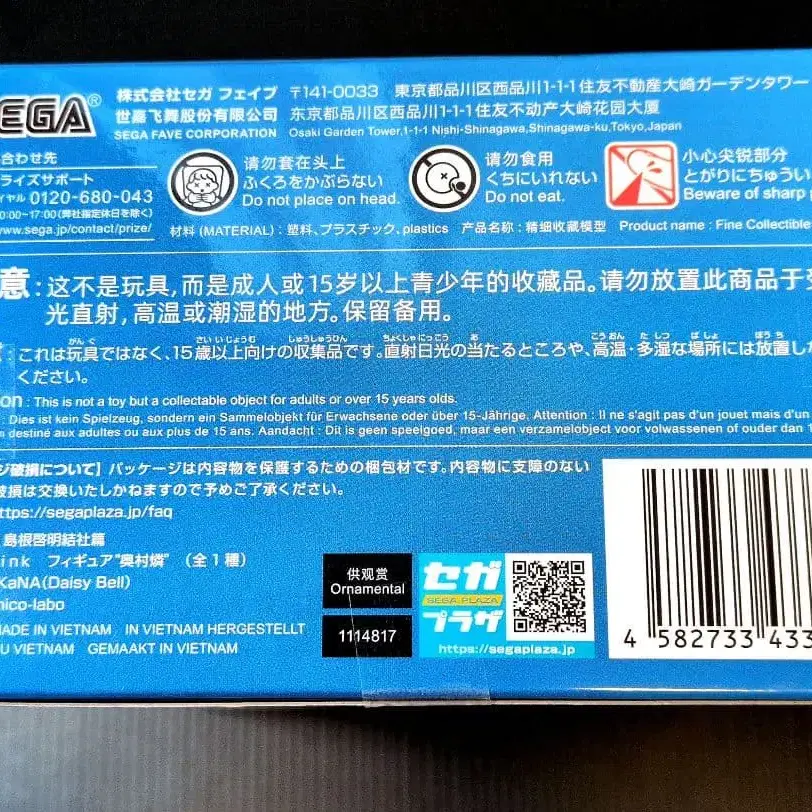 SEGA®
株式会社セガ フェイブ 〒141-0033 東京都品川区西品川1-1-1住友不動産大崎ガーデンタワー
世嘉飞舞股份有限公司 东京都品川区西品川1-1-1住友不动产大崎花园大厦
SEGA FAVE CORPORATION Osaki Garden Tower,1-1-1 Nishi-Shinagawa,Shinagawa-ku,Tokyo,Japan
合わせ先
ライズサポート
ヤイル 0120-680-043
0:00~17:00(弊社指定休日を除く)
www.sega.jp/contact/prize/
请勿套在头上
ふくろをかぶらない
Do not place on head.
请勿食用
くちにいれない
Do not eat.
小心尖锐部分
とがりにちゅうい
Beware of sharp
材料 (MATERIAL) : 塑料、プラスチック、plastics 产品名称 : 精细收藏模型 Product name : Fine Collectible
意 : 这不是玩具, 而是成人或15岁以上青少年的收藏品。请勿放置此商品于
光直射, 高温或潮湿的地方。保留备用。
: これは玩具ではなく、15歳以上向けの収集品です。直射日光の当たるところや、高温・多湿な場所には放置し
ください。
on : This is not a toy but a collectable object for adults or over 15 years olds.
: Dies ist kein Spielzeug, sondern ein Sammelobjekt für Erwachsene oder über 15-Jährige. Attention : Il ne s'agit pas d'un jouet mais d'un
n destiné aux adultes ou aux plus de 15 ans. Aandacht : Dit is geen speelgoed, maar een verzamelobject voor volwassenen of ouder dan 1
ジ破損について】パッケージは内容物を保護するための梱包材です。内容物に支障のない
破損は交換いたしかねますので予めご了承ください。
https://segaplaza.jp/faq
島根啓明結社篇
ink フィギュア"奥村燐" (全1種)
KaNA(Daisy Bell)
nico-labo
MADE IN VIETNAM IN VIETNAM HERGESTELLT
AU VIETNAM GEMAAKT IN VIETNAM
供观赏
Ornamental
1114817
セガ
SEGA PLAZA
プラザ
https://segaplaza.jp
4 582733 433